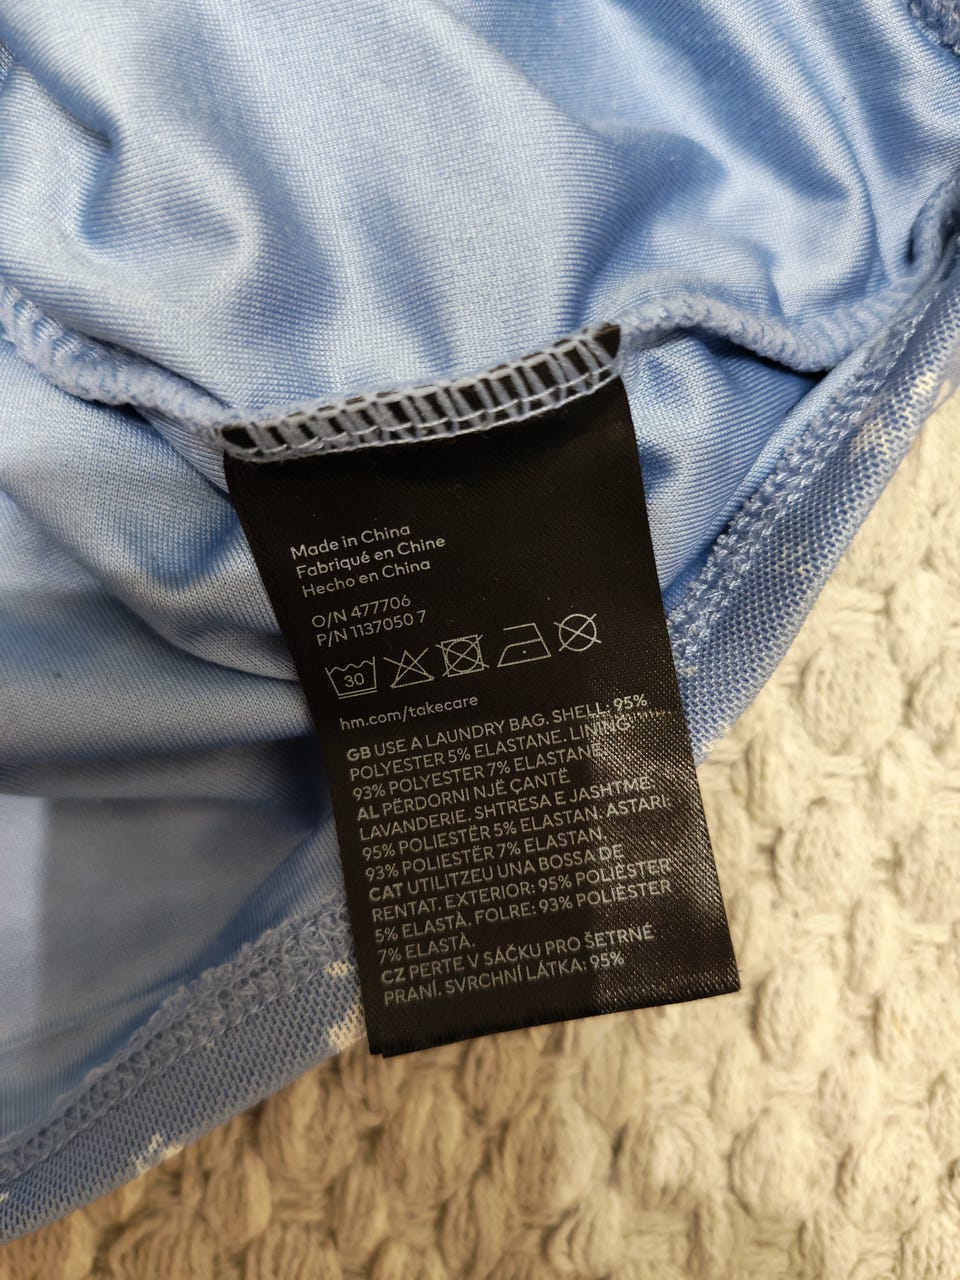 Made in China
Fabriqué en Chine
Hecho en China
O/N 477706
P/N 1137050 7
30
hm.com/takecare
GB USE A LAUNDRY BAG. SHELL: 95%
POLYESTER 5% ELASTANE. LINING:
93% POLYESTER 7% ELASTANE.
AL PËRDORNI NJË ÇANTË
LAVANDERIE. SHTRESA E JASHTME:
95% POLIESTËR 5% ELASTAN. ASTARI:
93% POLIESTËR 7% ELASTAN.
CAT UTILITZEU UNA BOSSA DE
RENTAT. EXTERIOR: 95% POLIÈSTER
5% ELASTÀ. FOLRE: 93% POLIÈSTER
7% ELASTÀ.
CZ PERTE V SÁČKU PRO ŠETRNÉ
PRANÍ. SVRCHNÍ LÁTKA: 95%